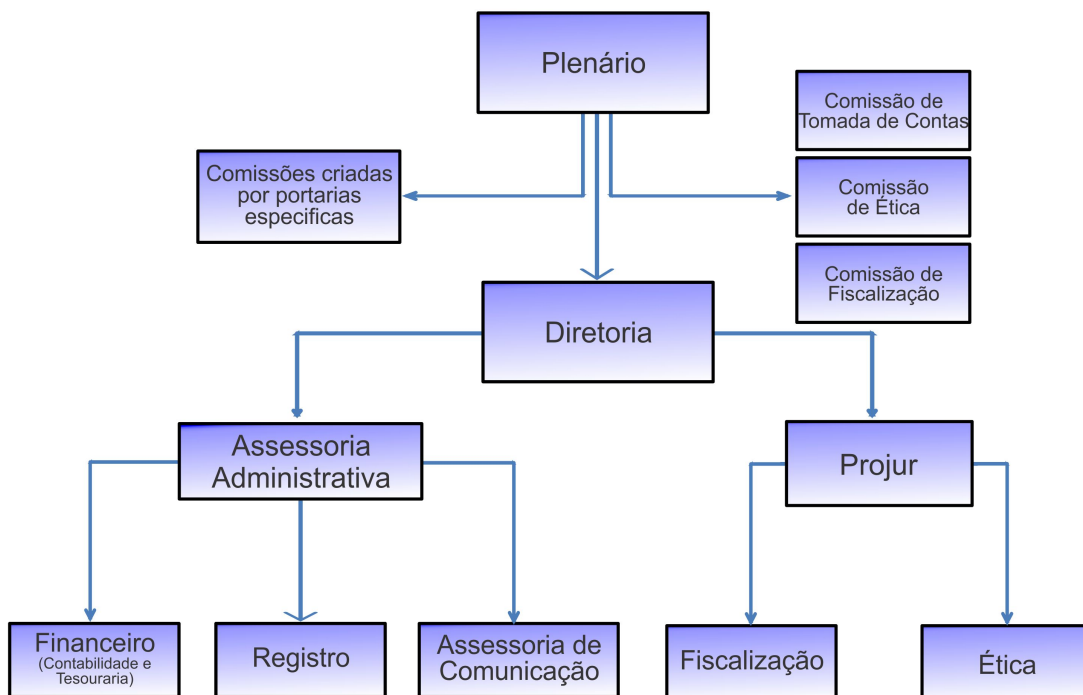 Plenário
Comissão de
Tomada de Contas
Comissões criadas
por portarias
especificas
Comissão
de Ética
Comissão de
Fiscalização
Diretoria
Assessoria
Administrativa
Projur
Financeiro
(Contabilidade e
Tesouraria)
Registro
Assessoria de
Comunicação
Fiscalização
Ética